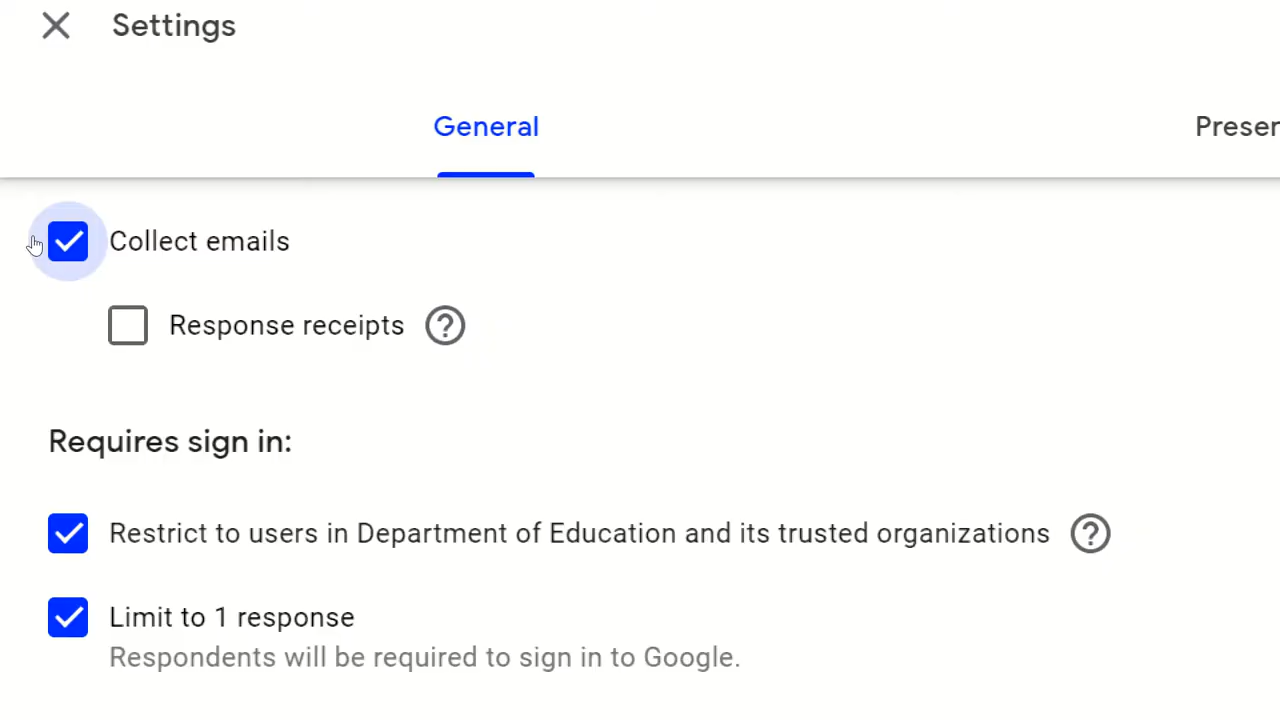 Settings
General
Presen
Collect emails
Response receipts
Requires sign in:
Restrict to users in Department of Education and its trusted organizations
Limit to 1 response
Respondents will be required to sign in to Google.